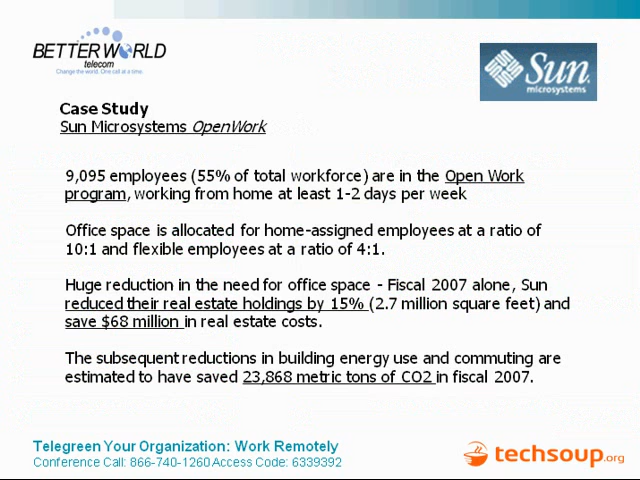 BETTER WORLD
telecom
Change the world. One call at a time.
Sun
microsystems
Case Study
Sun Microsystems OpenWork
9,095 employees (55% of total workforce) are in the Open Work
program, working from home at least 1-2 days per week
Office space is allocated for home-assigned employees at a ratio of
10:1 and flexible employees at a ratio of 4:1.
Huge reduction in the need for office space - Fiscal 2007 alone, Sun
reduced their real estate holdings by 15% (2.7 million square feet) and
save $68 million in real estate costs.
The subsequent reductions in building energy use and commuting are
estimated to have saved 23,868 metric tons of CO2 in fiscal 2007.
Telegreen Your Organization: Work Remotely
Conference Call: 866-740-1260 Access Code: 6339392
techsoup.org